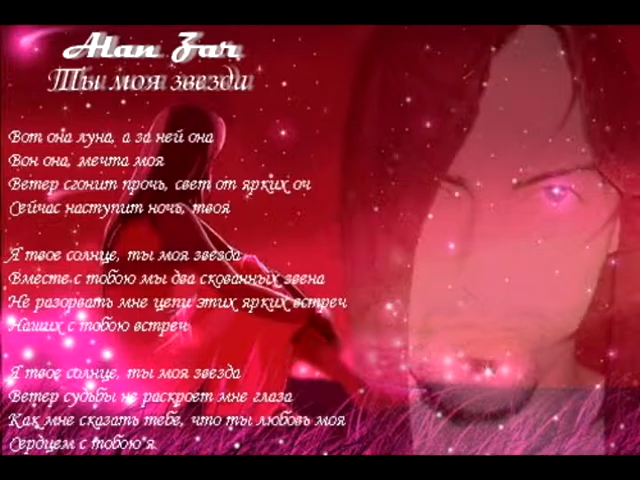 Alan Zar
Ты моя звезда
Вот она луна, а за ней она
Вон она, мечта моя
Ветер сгонит прочь, свет от ярких оч
Сейчас наступит ночь, твоя
Я твое солнце, ты моя звезда
Вместе с тобою мы два скованных звена
Не разорвать мне цепи этих ярких встреч
Наших с тобою встреч
Я твое солнце, ты моя звезда
Ветер судьбы не раскроет мне глаза
Как мне сказать тебе, что ты любовь моя
Сердцем с тобою я